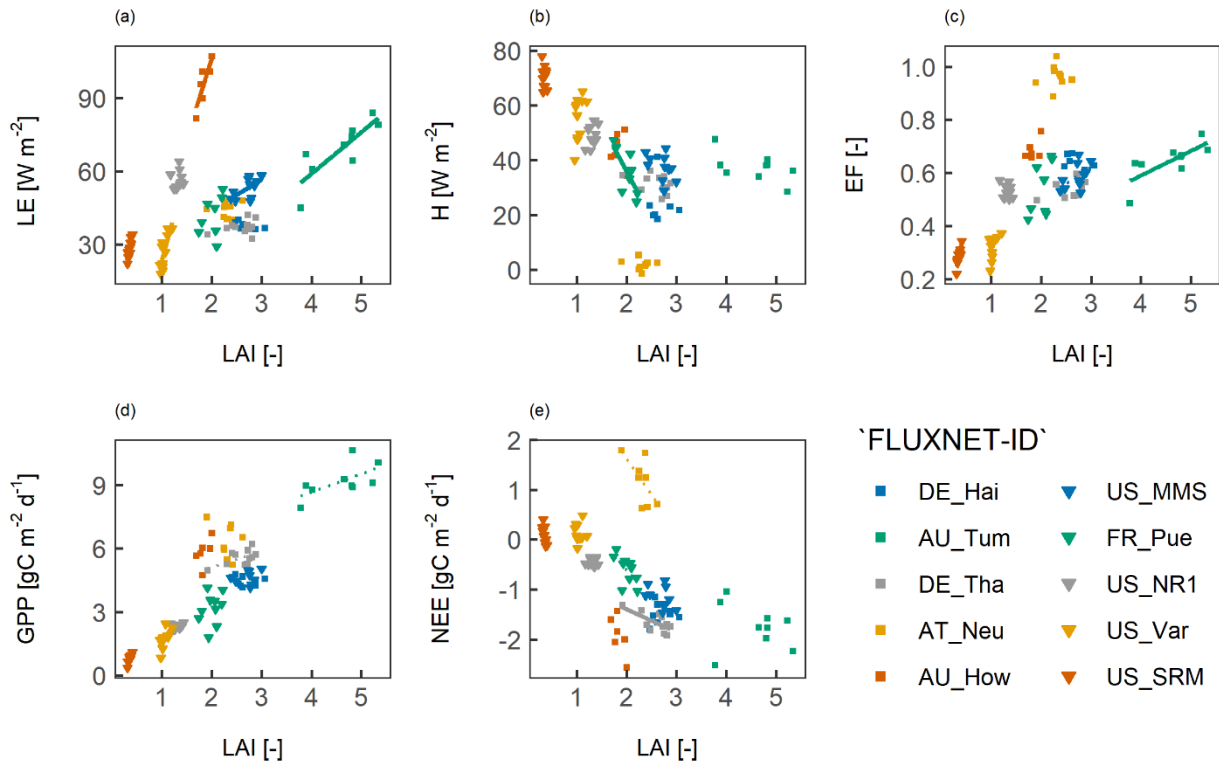 (a)
LE [W m⁻²]
90
60
30
1 2 3 4 5
LAI [-]
(b)
H [W m⁻²]
80
60
40
20
0
1 2 3 4 5
LAI [-]
(c)
EF [-]
1.0
0.8
0.6
0.4
0.2
1 2 3 4 5
LAI [-]
(d)
GPP [gC m⁻² d⁻¹]
9
6
3
0
1 2 3 4 5
LAI [-]
(e)
NEE [gC m⁻² d⁻¹]
2
1
0
-1
-2
1 2 3 4 5
LAI [-]
`FLUXNET-ID`
DE_Hai US_MMS
AU_Tum FR_Pue
DE_Tha US_NR1
AT_Neu US_Var
AU_How US_SRM